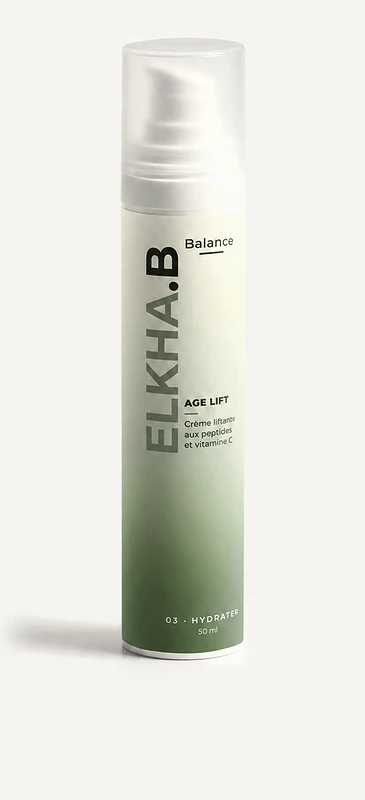 Balance
ELKHA.B
AGE LIFT
Crème liftante
aux peptides
et vitamine C
03 · HYDRATER
50 ml